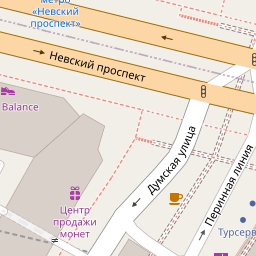 метро
«Невский
проспект»
Невский проспект
Balance
Думская улица
Перинная линия
Центр
продажи
монет
Турсерв